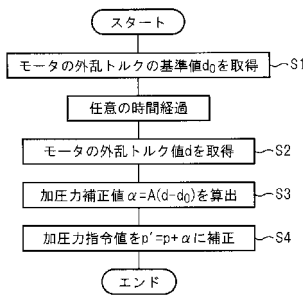 スタート
モータの外乱トルクの基準値d₀を取得
S1
任意の時間経過
モータの外乱トルク値dを取得
S2
加圧力補正値 α=A(d-d₀)を算出
S3
加圧力指令値をp'=p+αに補正
S4
エンド